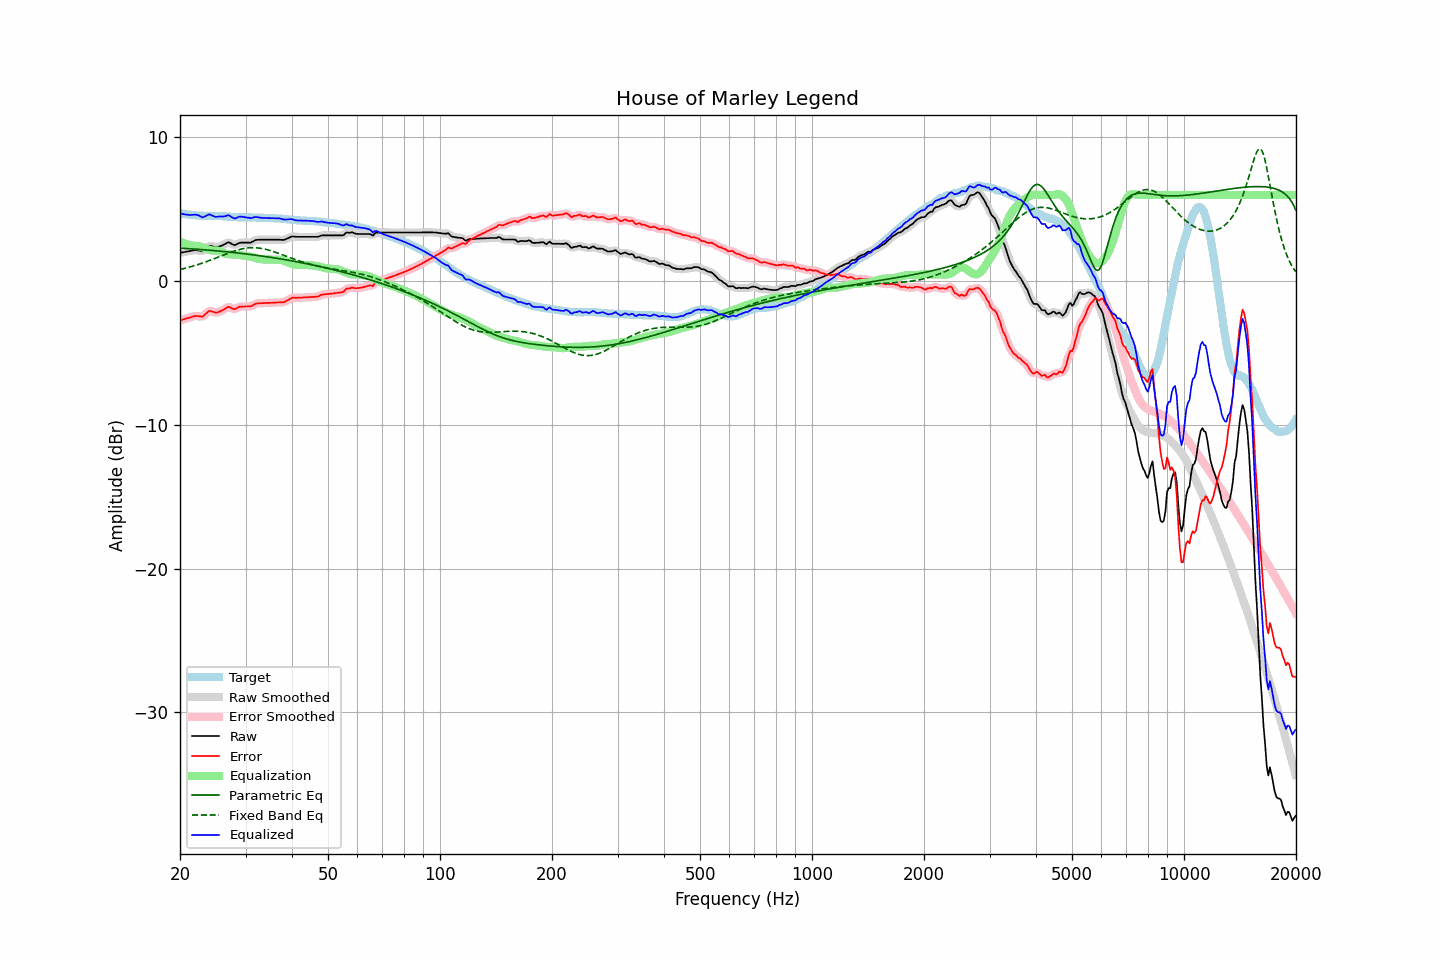 House of Marley Legend
10
0
−10
−20
−30
Amplitude (dBr)
Target
Raw Smoothed
Error Smoothed
Raw
Error
Equalization
Parametric Eq
Fixed Band Eq
Equalized
20 50 100 200 500 1000 2000 5000 10000 20000
Frequency (Hz)